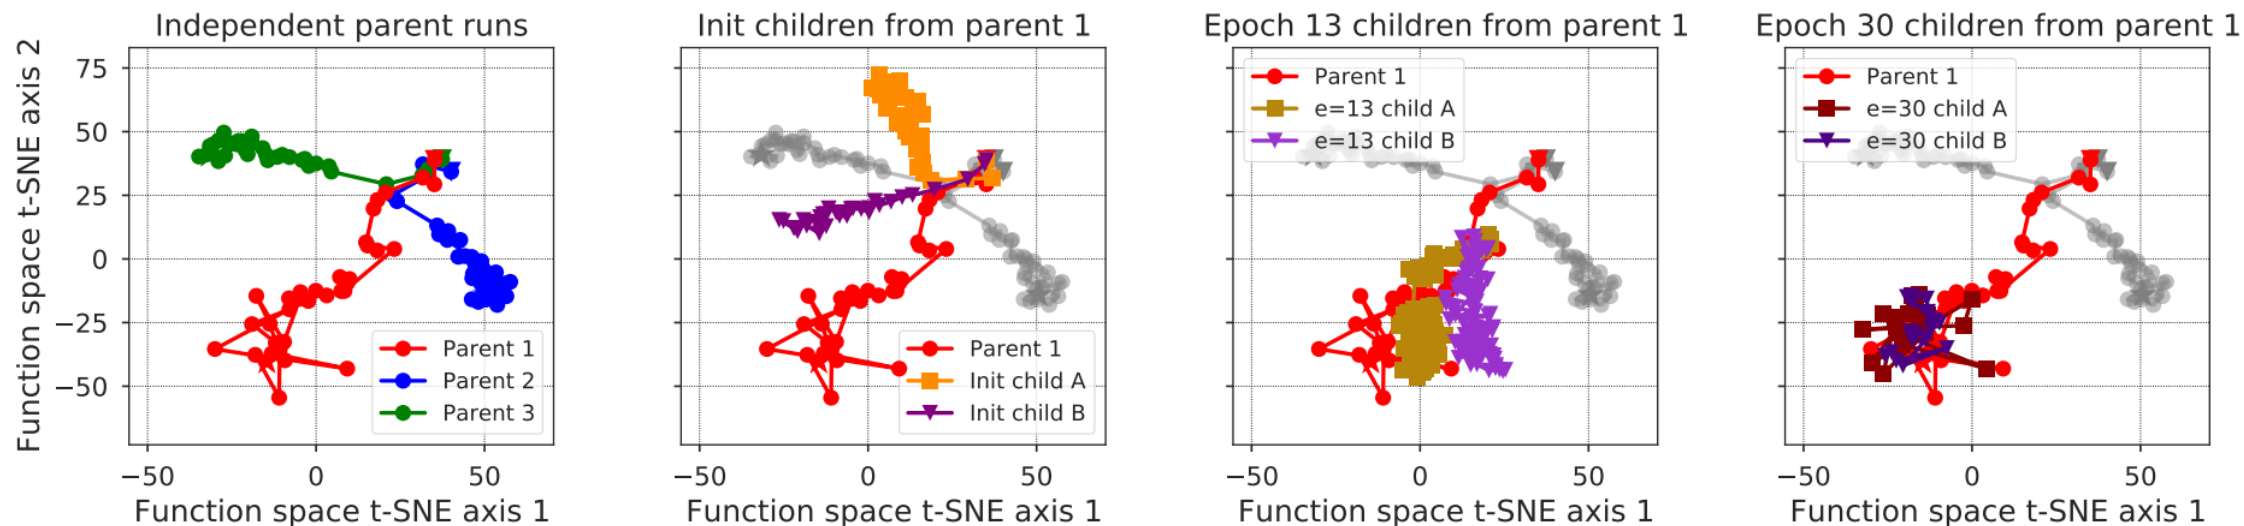 Independent parent runs
Function space t-SNE axis 2
75
50
25
0
−25
−50
−50 0 50
Function space t-SNE axis 1
Parent 1
Parent 2
Parent 3
Init children from parent 1
−50 0 50
Function space t-SNE axis 1
Parent 1
Init child A
Init child B
Epoch 13 children from parent 1
Parent 1
e=13 child A
e=13 child B
−50 0 50
Function space t-SNE axis 1
Epoch 30 children from parent 1
Parent 1
e=30 child A
e=30 child B
−50 0 50
Function space t-SNE axis 1